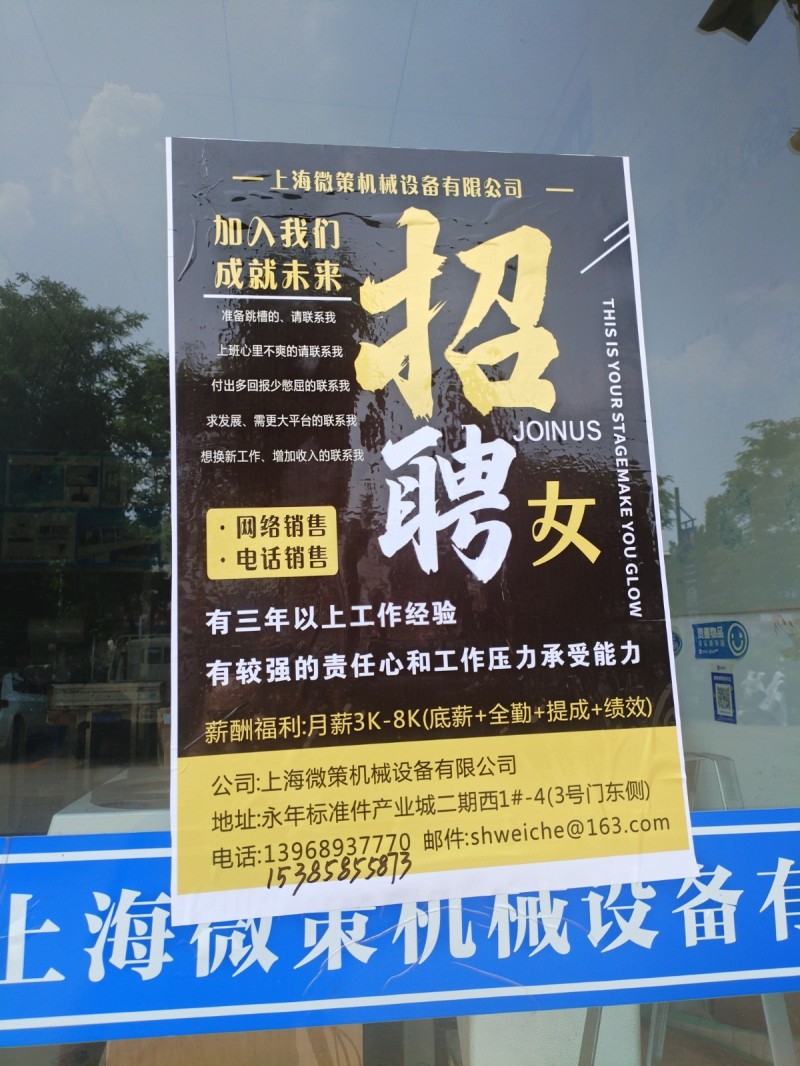 上海微策机械设备有限公司
加入我们
成就未来
准备跳槽的、请联系我
上班心里不爽的请联系我
付出多回报少憋屈的联系我
求发展、需更大平台的联系我
想换新工作、增加收入的联系我
招
聘
JOINUS
女
THIS IS YOUR STAGEMAKE YOU GLOW
·网络销售
·电话销售
有三年以上工作经验
有较强的责任心和工作压力承受能力
薪酬福利:月薪3K-8K(底薪+全勤+提成+绩效)
公司:上海微策机械设备有限公司
地址:永年标准件产业城二期西1#-4(3号门东侧)
电话:13968937770 邮件:shweiche@163.com
15385855873
上海微策机械设备有
贵重物品